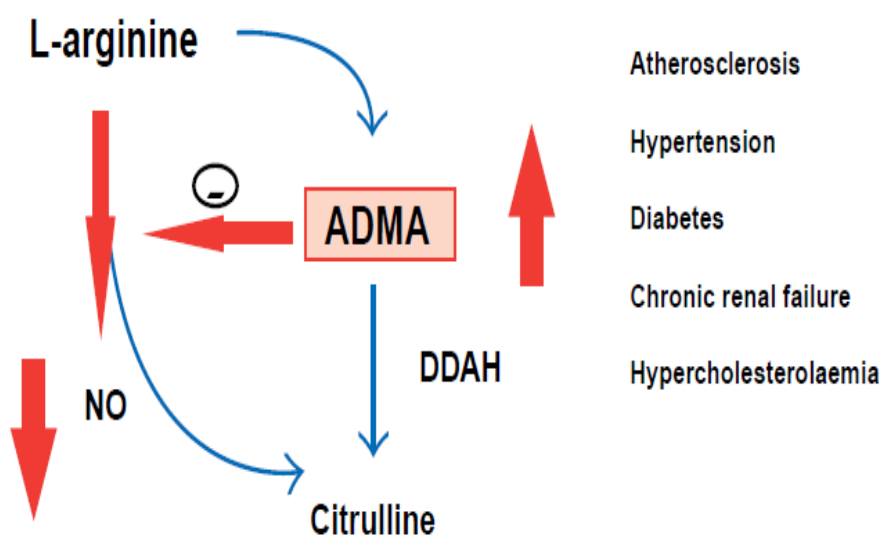 L-arginine
-
ADMA
DDAH
NO
Citrulline
Atherosclerosis
Hypertension
Diabetes
Chronic renal failure
Hypercholesterolaemia